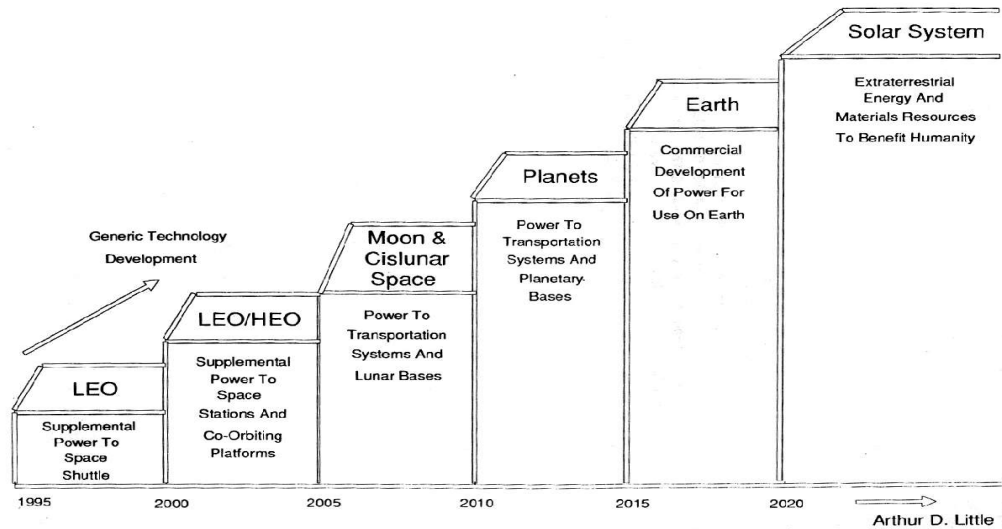 Solar System
Extraterrestrial
Energy And
Materials Resources
To Benefit Humanity
Earth
Commercial
Development
Of Power For
Use On Earth
Planets
Power To
Transportation
Systems And
Planetary
Bases
Generic Technology
Development
Moon &
Cislunar
Space
Power To
Transportation
Systems And
Lunar Bases
LEO/HEO
Supplemental
Power To
Space
Stations And
Co-Orbiting
Platforms
LEO
Supplemental
Power To
Space
Shuttle
1995 2000 2005 2010 2015 2020
Arthur D. Little